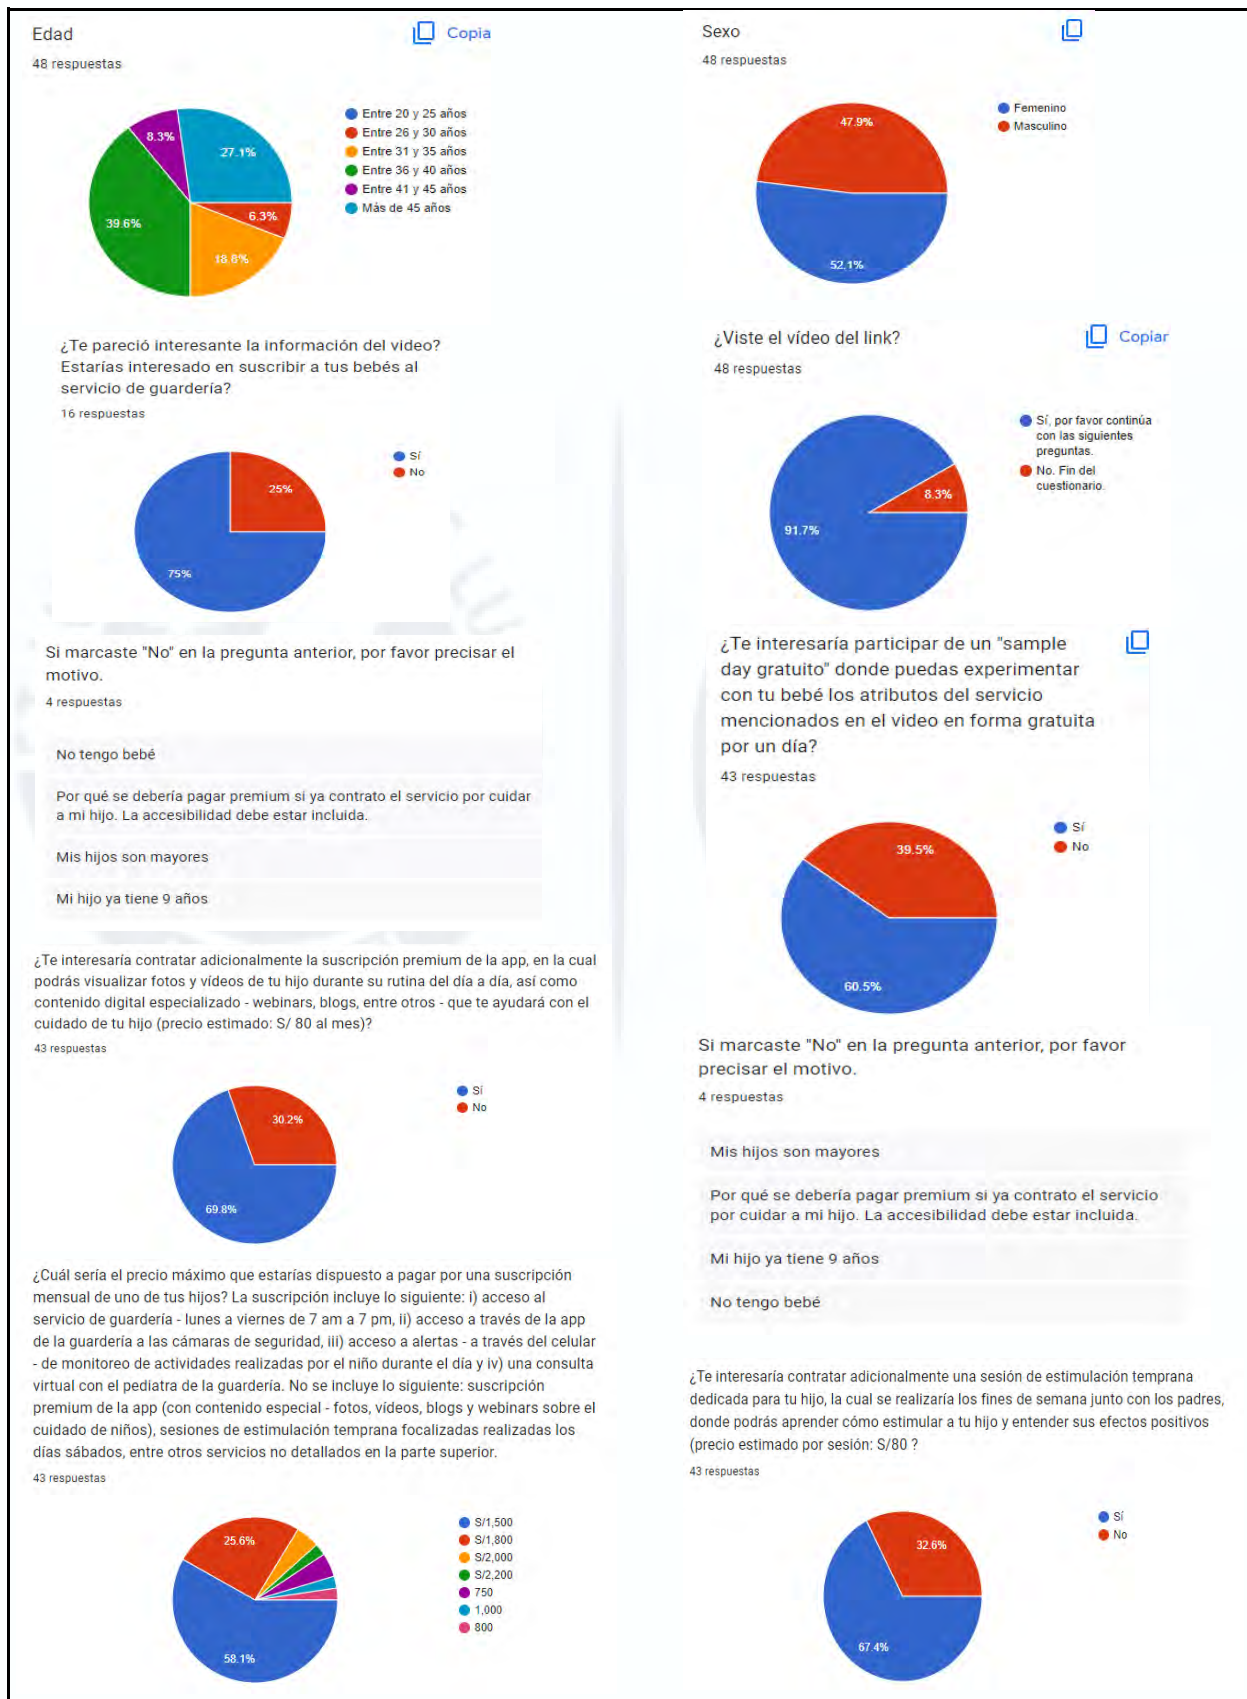 Edad
Copia
48 respuestas
8.3%
27.1%
39.6%
6.3%
18.8%
Entre 20 y 25 años
Entre 26 y 30 años
Entre 31 y 35 años
Entre 36 y 40 años
Entre 41 y 45 años
Más de 45 años
Sexo
48 respuestas
47.9%
52.1%
Femenino
Masculino
¿Te pareció interesante la información del video?
Estarías interesado en suscribir a tus bebés al
servicio de guardería?
16 respuestas
25%
75%
Sí
No
¿Viste el vídeo del link?
Copiar
48 respuestas
8.3%
91.7%
Sí, por favor continúa
con las siguientes
preguntas.
No. Fin del
cuestionario.
Si marcaste "No" en la pregunta anterior, por favor precisar el
motivo.
4 respuestas
No tengo bebé
Por qué se debería pagar premium si ya contrato el servicio por cuidar
a mi hijo. La accesibilidad debe estar incluida.
Mis hijos son mayores
Mi hijo ya tiene 9 años
¿Te interesaría participar de un "sample
day gratuito" donde puedas experimentar
con tu bebé los atributos del servicio
mencionados en el video en forma gratuita
por un día?
43 respuestas
39.5%
60.5%
Sí
No
¿Te interesaría contratar adicionalmente la suscripción premium de la app, en la cual
podrás visualizar fotos y vídeos de tu hijo durante su rutina del día a día, así como
contenido digital especializado - webinars, blogs, entre otros - que te ayudará con el
cuidado de tu hijo (precio estimado: S/ 80 al mes)?
43 respuestas
30.2%
69.8%
Sí
No
Si marcaste "No" en la pregunta anterior, por favor
precisar el motivo.
4 respuestas
Mis hijos son mayores
Por qué se debería pagar premium si ya contrato el servicio
por cuidar a mi hijo. La accesibilidad debe estar incluida.
Mi hijo ya tiene 9 años
No tengo bebé
¿Cuál sería el precio máximo que estarías dispuesto a pagar por una suscripción
mensual de uno de tus hijos? La suscripción incluye lo siguiente: i) acceso al
servicio de guardería - lunes a viernes de 7 am a 7 pm, ii) acceso a través de la app
de la guardería a las cámaras de seguridad, iii) acceso a alertas - a través del celular
- de monitoreo de actividades realizadas por el niño durante el día y iv) una consulta
virtual con el pediatra de la guardería. No se incluye lo siguiente: suscripción
premium de la app (con contenido especial - fotos, vídeos, blogs y webinars sobre el
cuidado de niños), sesiones de estimulación temprana focalizadas realizadas los
días sábados, entre otros servicios no detallados en la parte superior.
43 respuestas
25.6%
58.1%
S/1,500
S/1,800
S/2,000
S/2,200
750
1,000
800
¿Te interesaría contratar adicionalmente una sesión de estimulación temprana
dedicada para tu hijo, la cual se realizaría los fines de semana junto con los padres,
donde podrás aprender cómo estimular a tu hijo y entender sus efectos positivos
(precio estimado por sesión: S/80 ?
43 respuestas
32.6%
67.4%
Sí
No